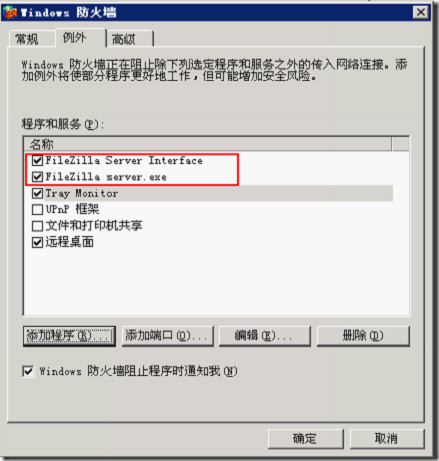 Windows 防火墙
常规 例外 高级
Windows 防火墙正在阻止除下列选定程序和服务之外的传入网络连接。添
加例外将使部分程序更好地工作,但可能增加安全风险。
程序和服务(P):
名称
FileZilla Server Interface
FileZilla server.exe
Tray Monitor
UPnP 框架
文件和打印机共享
远程桌面
添加程序(R)... 添加端口(O)... 编辑(E)... 删除(D)
Windows 防火墙阻止程序时通知我(N)
确定 取消